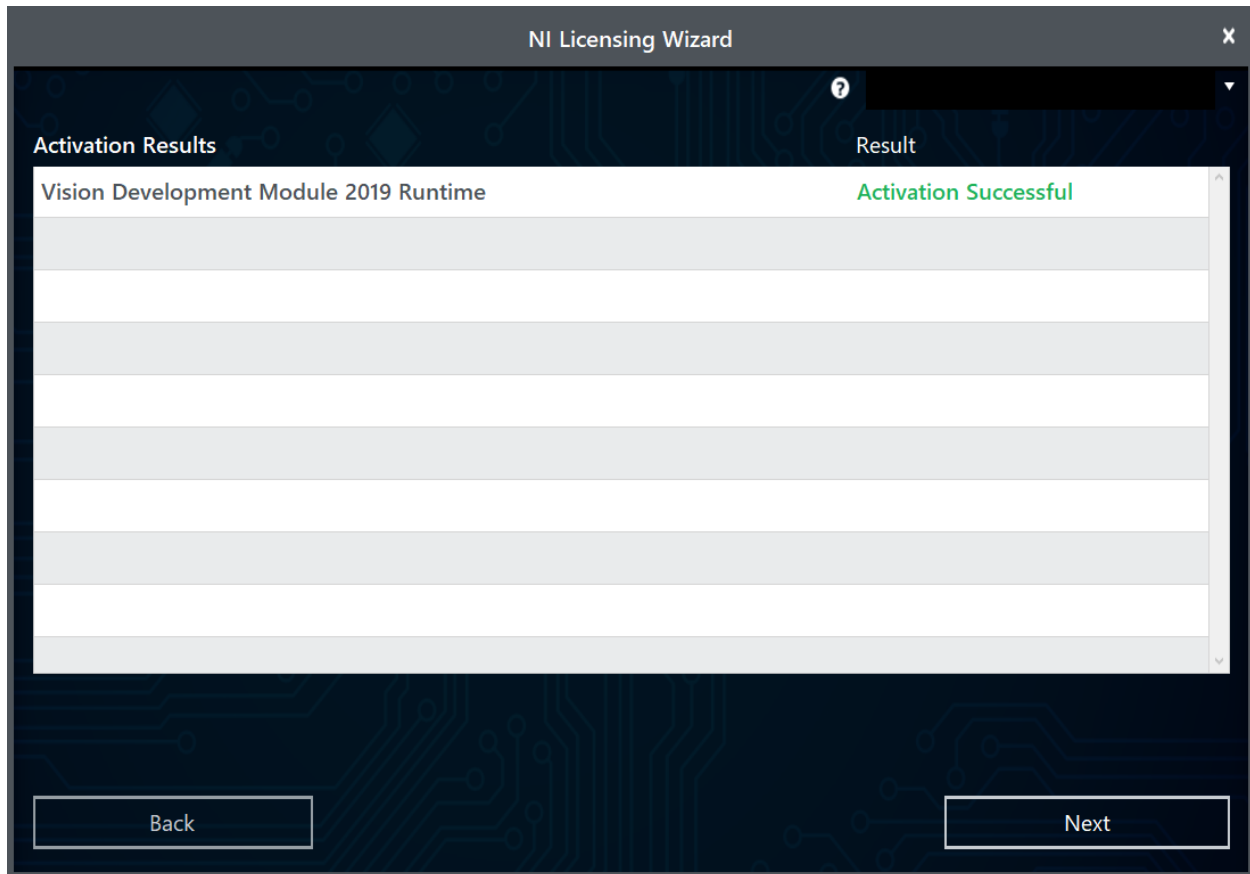 NI Licensing Wizard
Activation Results Result
Vision Development Module 2019 Runtime Activation Successful
Back Next